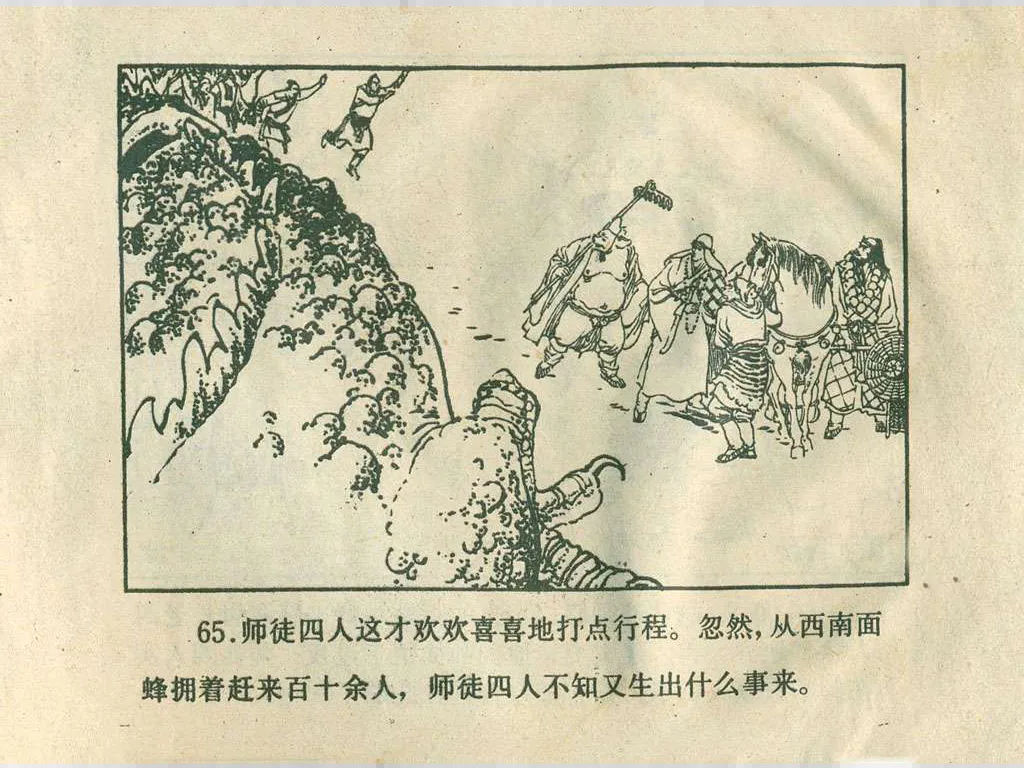 65.师徒四人这才欢欢喜喜地打点行程。忽然,从西南面
蜂拥着赶来百十余人，师徒四人不知又生出什么事来。